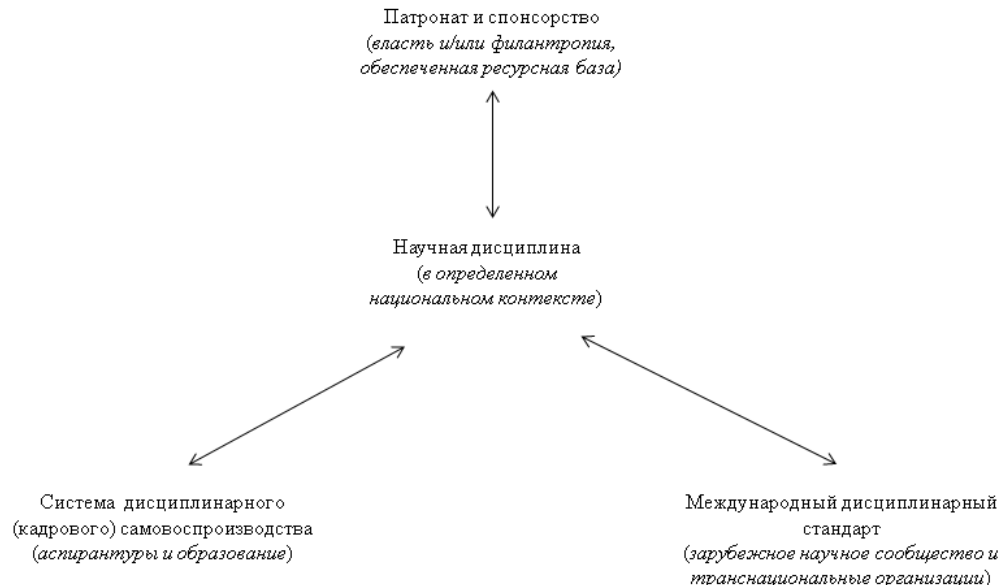 Патронат и спонсорство
(власть и/или филантропия,
обеспеченная ресурсная база)
Научная дисциплина
(в определенном
национальном контексте)
Система дисциплинарного
(кадрового) самовоспроизводства
(аспирантуры и образование)
Международный дисциплинарный
стандарт
(зарубежное научное сообщество и
транснациональные организации)